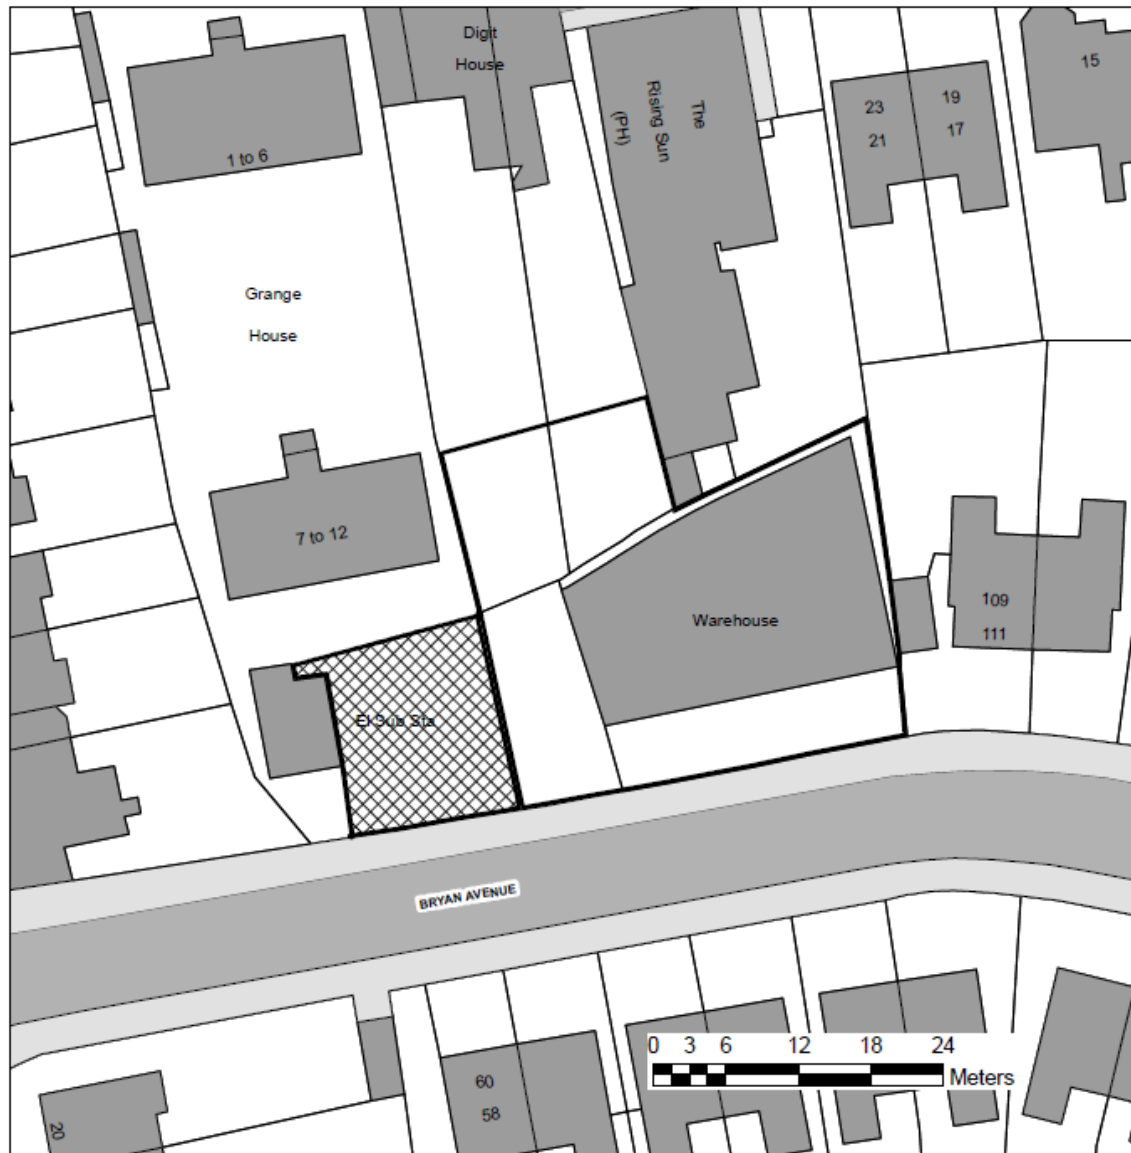 Digit
House
The
Rising Sun
(PH)
15
23
19
21
17
1 to 6
Grange
House
7 to 12
109
111
Warehouse
El Sub Sta
BRYAN AVENUE
0 3 6 12 18 24
Meters
60
58
20